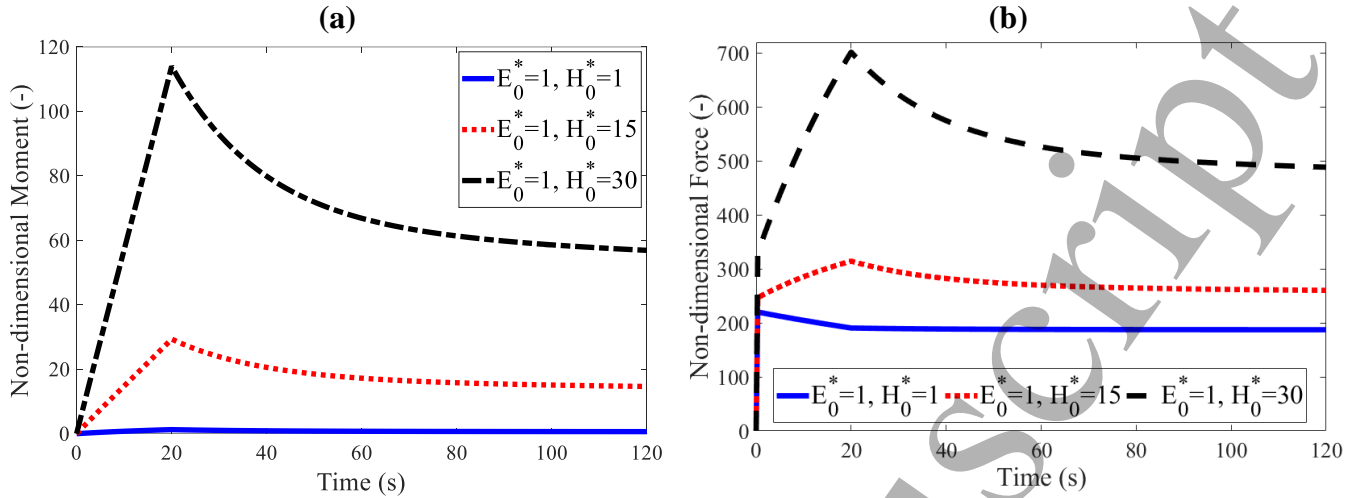 (a)
Non-dimensional Moment (-)
120
100
80
60
40
20
0
E₀*=1, H₀*=1
E₀*=1, H₀*=15
E₀*=1, H₀*=30
0 20 40 60 80 100 120
Time (s)
(b)
Non-dimensional Force (-)
700
600
500
400
300
200
100
0
E₀*=1, H₀*=1 E₀*=1, H₀*=15 E₀*=1, H₀*=30
0 20 40 60 80 100 120
Time (s)
uscript